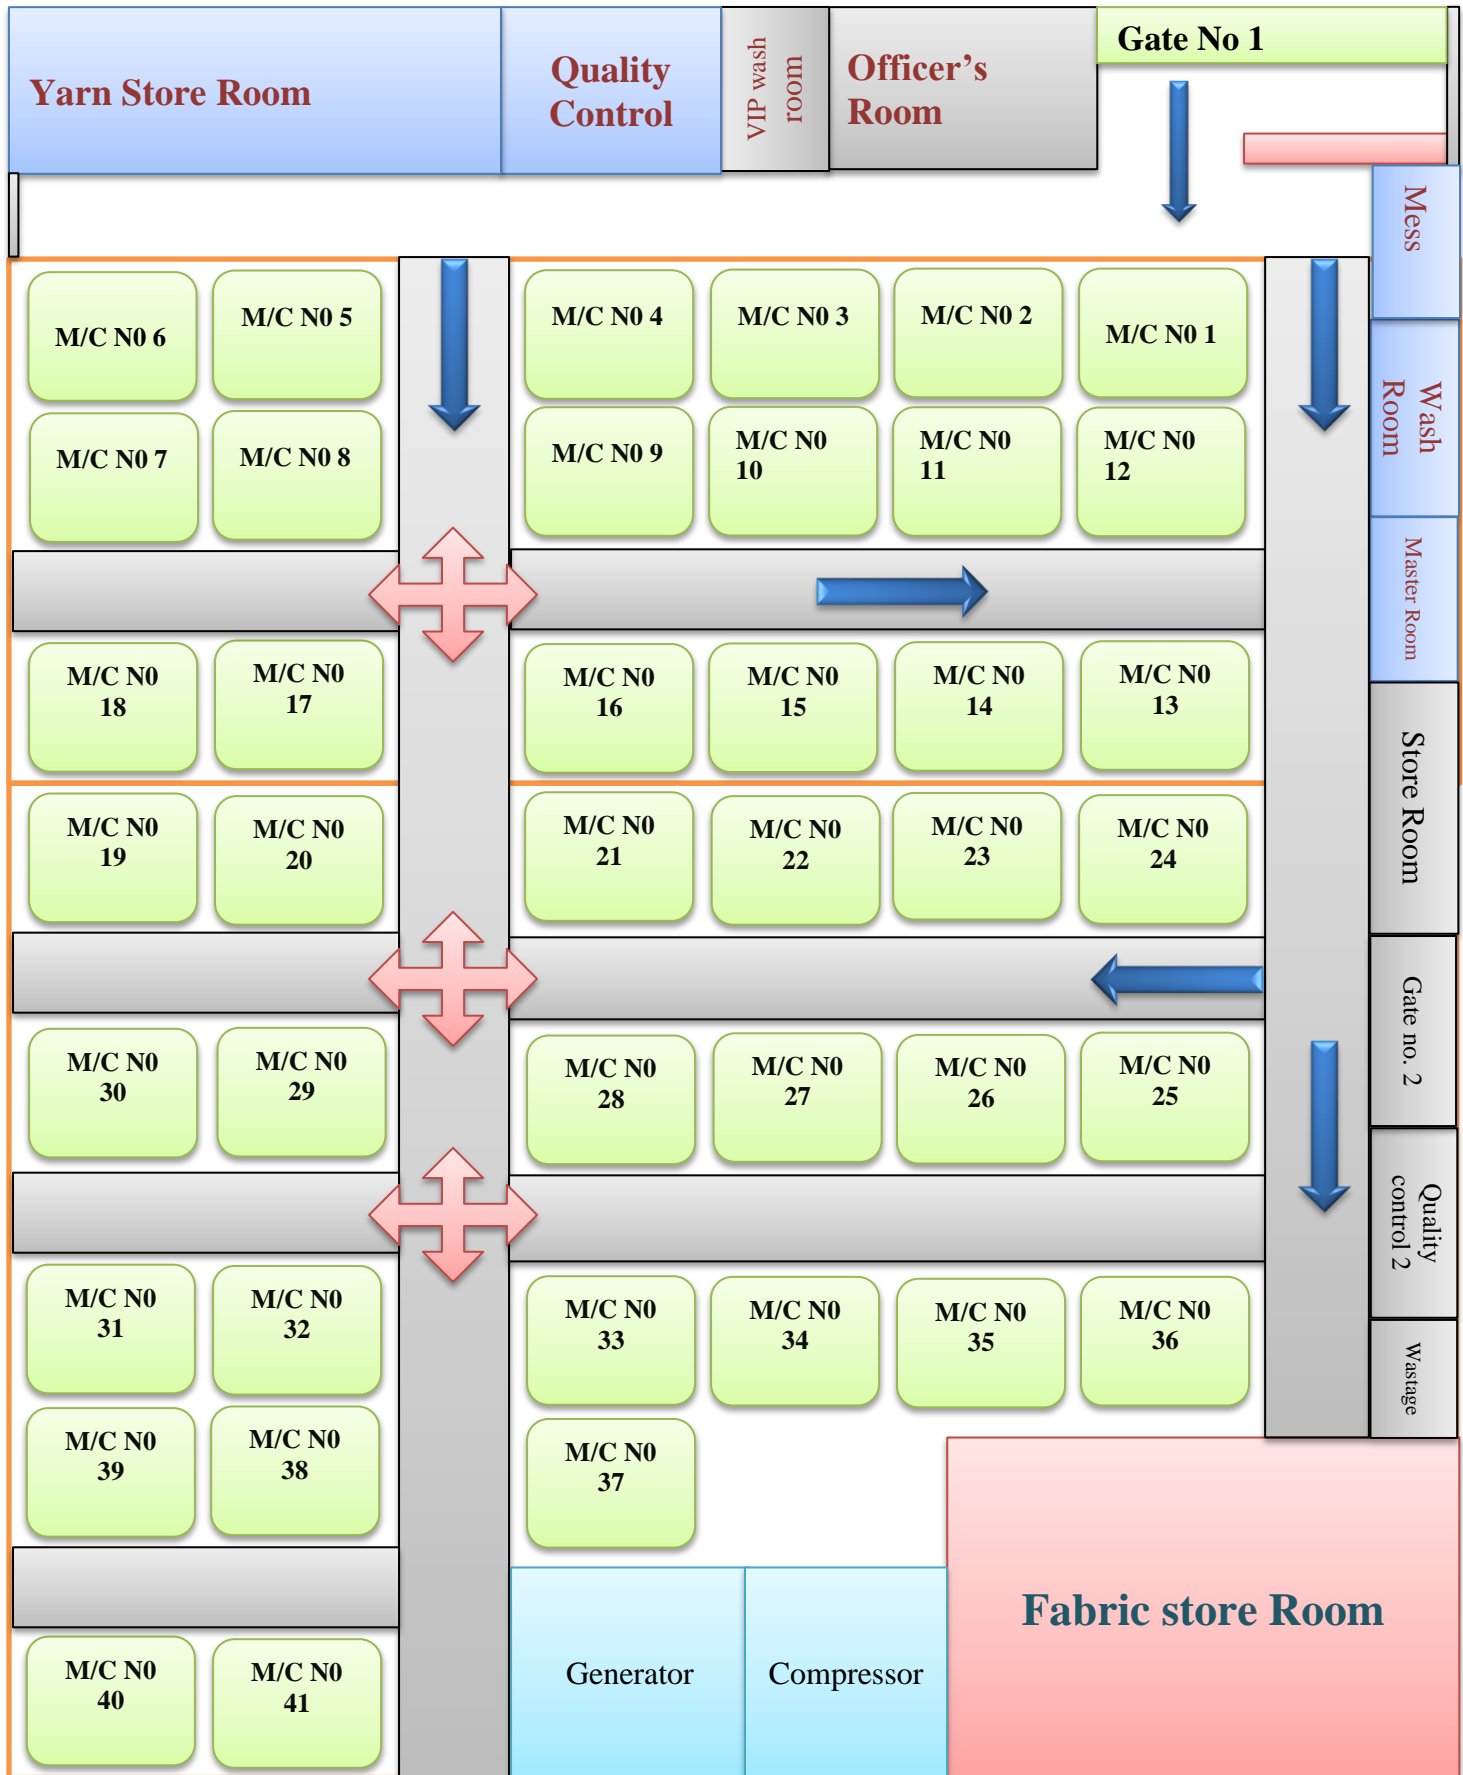 Yarn Store Room
Quality
Control
VIP wash
room
Officer’s
Room
Gate No 1
Mess
Wash
Room
Master Room
Store Room
Gate no. 2
Quality
control 2
Wastage
M/C N0 6
M/C N0 5
M/C N0 4
M/C N0 3
M/C N0 2
M/C N0 1
M/C N0 7
M/C N0 8
M/C N0 9
M/C N0
10
M/C N0
11
M/C N0
12
M/C N0
18
M/C N0
17
M/C N0
16
M/C N0
15
M/C N0
14
M/C N0
13
M/C N0
19
M/C N0
20
M/C N0
21
M/C N0
22
M/C N0
23
M/C N0
24
M/C N0
30
M/C N0
29
M/C N0
28
M/C N0
27
M/C N0
26
M/C N0
25
M/C N0
31
M/C N0
32
M/C N0
33
M/C N0
34
M/C N0
35
M/C N0
36
M/C N0
39
M/C N0
38
M/C N0
37
M/C N0
40
M/C N0
41
Generator
Compressor
Fabric store Room